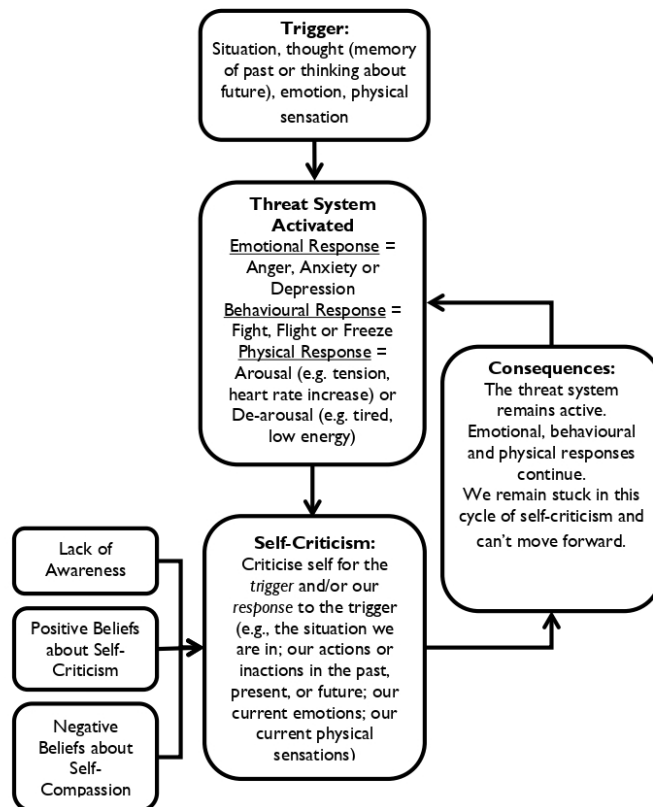 Trigger:
Situation, thought (memory
of past or thinking about
future), emotion, physical
sensation
Threat System
Activated
Emotional Response =
Anger, Anxiety or
Depression
Behavioural Response =
Fight, Flight or Freeze
Physical Response =
Arousal (e.g. tension,
heart rate increase) or
De-arousal (e.g. tired,
low energy)
Consequences:
The threat system
remains active.
Emotional, behavioural
and physical responses
continue.
We remain stuck in this
cycle of self-criticism and
can't move forward.
Lack of
Awareness
Positive Beliefs
about Self-
Criticism
Negative
Beliefs about
Self-
Compassion
Self-Criticism:
Criticise self for the
trigger and/or our
response to the trigger
(e.g., the situation we
are in; our actions or
inactions in the past,
present, or future; our
current emotions; our
current physical
sensations)